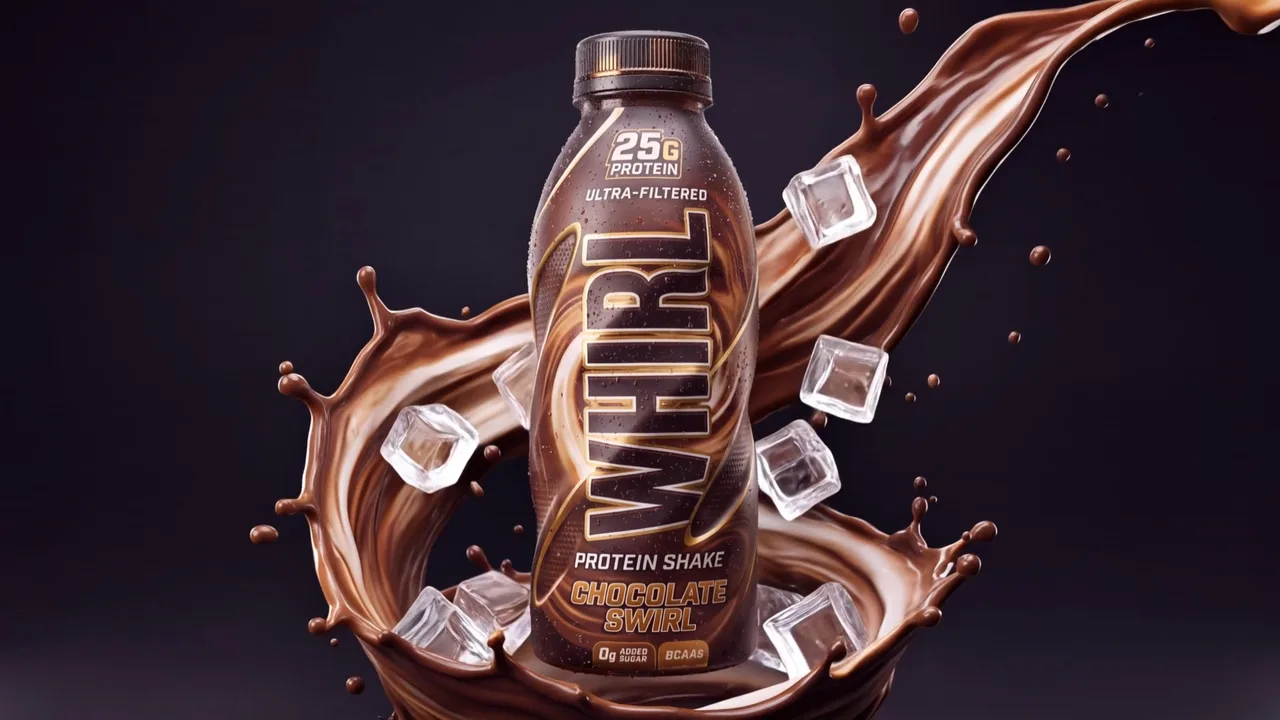 25G
PROTEIN
ULTRA-FILTERED
WHIRL
PROTEIN SHAKE
CHOCOLATE
SWIRL
0g ADDED SUGAR
BCAAs